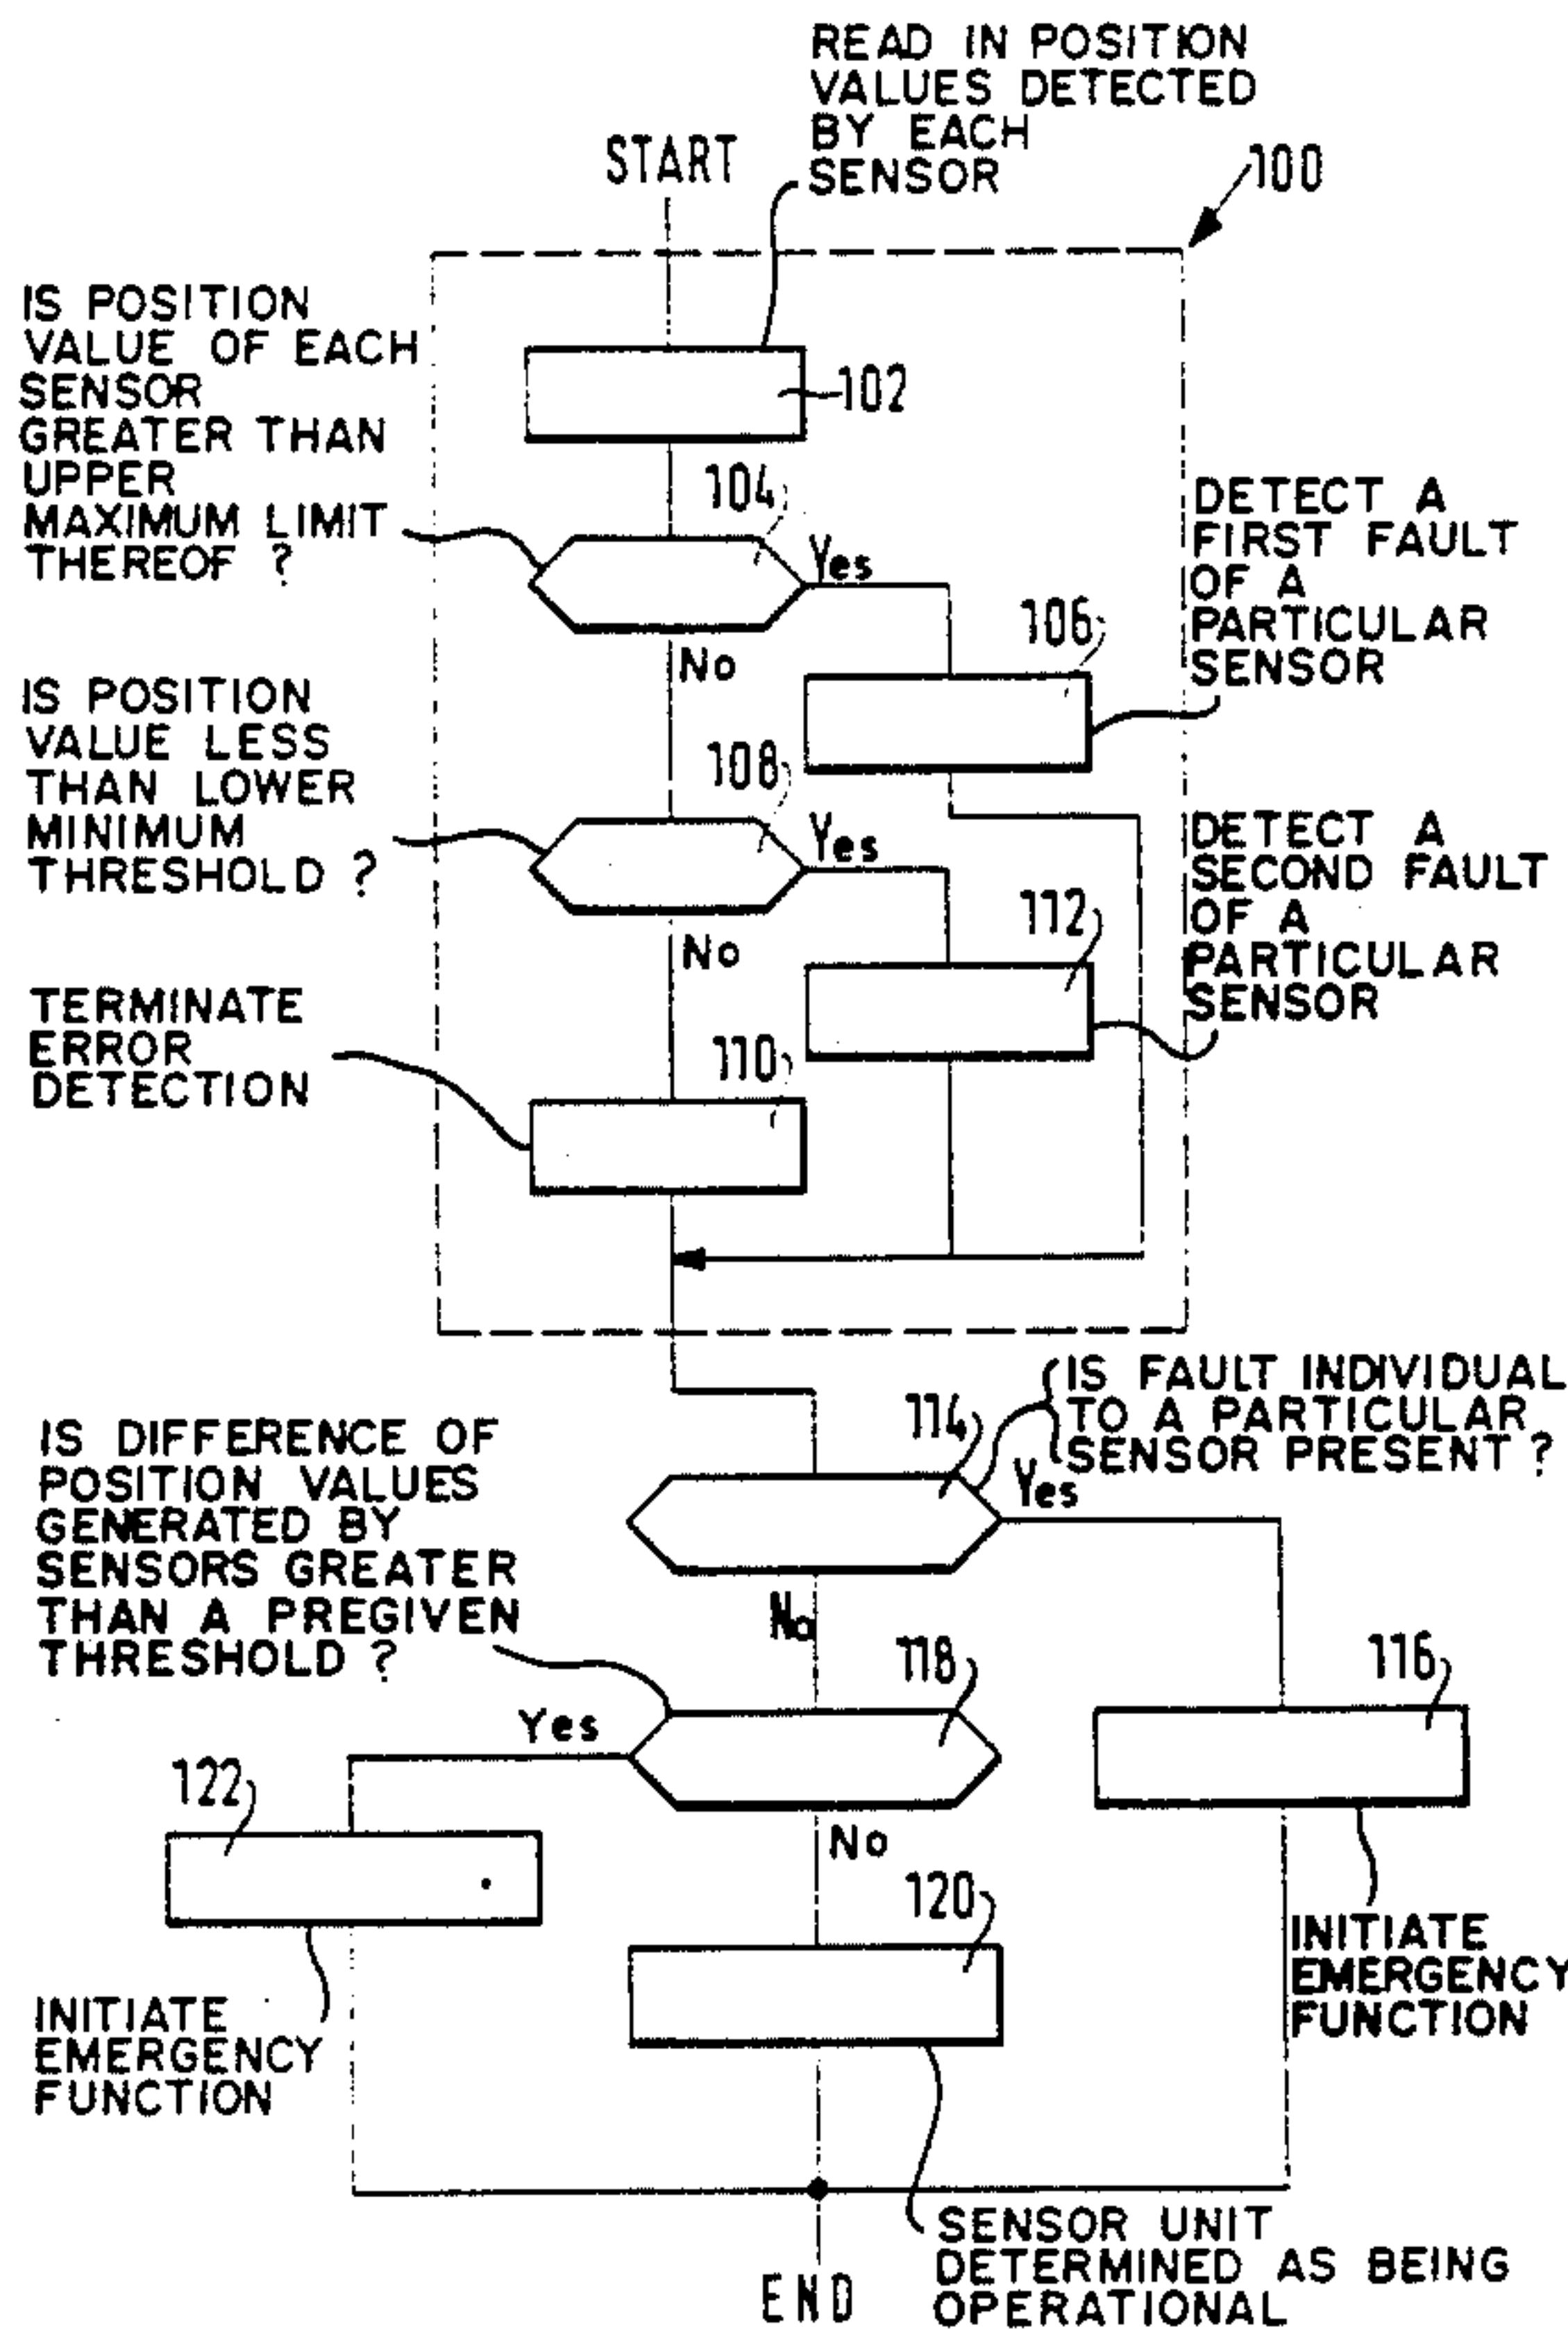 READ IN POSITION
VALUES DETECTED
BY EACH
SENSOR
START
100
IS POSITION
VALUE OF EACH
SENSOR
GREATER THAN
UPPER
MAXIMUM LIMIT
THEREOF ?
102
104
Yes
No
DETECT A
FIRST FAULT
OF A
PARTICULAR
SENSOR
106
IS POSITION
VALUE LESS
THAN LOWER
MINIMUM
THRESHOLD ?
108
Yes
No
DETECT A
SECOND FAULT
OF A
PARTICULAR
SENSOR
112
TERMINATE
ERROR
DETECTION
110
IS FAULT INDIVIDUAL
TO A PARTICULAR
SENSOR PRESENT ?
114
Yes
No
IS DIFFERENCE OF
POSITION VALUES
GENERATED BY
SENSORS GREATER
THAN A PREGIVEN
THRESHOLD ?
118
116
Yes
No
122
120
INITIATE
EMERGENCY
FUNCTION
INITIATE
EMERGENCY
FUNCTION
SENSOR UNIT
DETERMINED AS BEING
OPERATIONAL
END